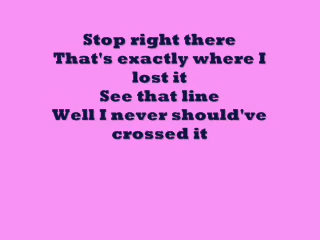 Stop right there
That's exactly where I
lost it
See that line
Well I never should've
crossed it